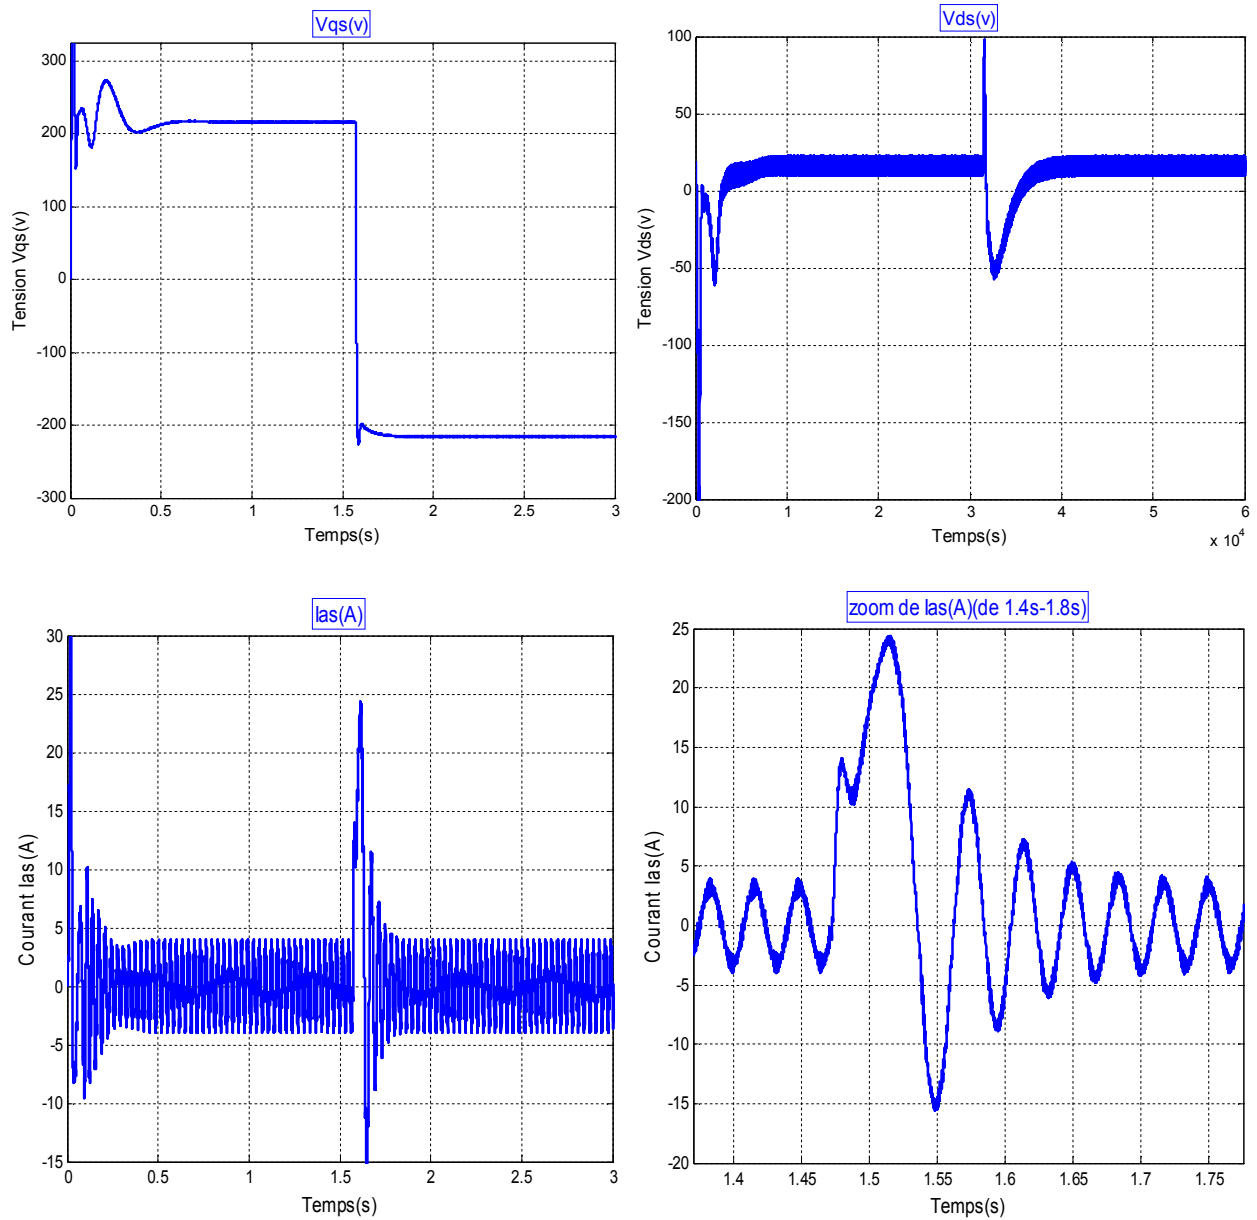 Vqs(v)
300
200
100
0
-100
-200
-300
Tension Vqs(v)
0 0.5 1 1.5 2 2.5 3
Temps(s)
Vds(v)
100
50
0
-50
-100
-150
-200
Tension Vds(v)
0 1 2 3 4 5 6
x 10⁴
Temps(s)
Ias(A)
30
25
20
15
10
5
0
-5
-10
-15
Courant Ias(A)
0 0.5 1 1.5 2 2.5 3
Temps(s)
zoom de Ias(A)(de 1.4s-1.8s)
25
20
15
10
5
0
-5
-10
-15
-20
Courant Ias(A)
1.4 1.45 1.5 1.55 1.6 1.65 1.7 1.75
Temps(s)